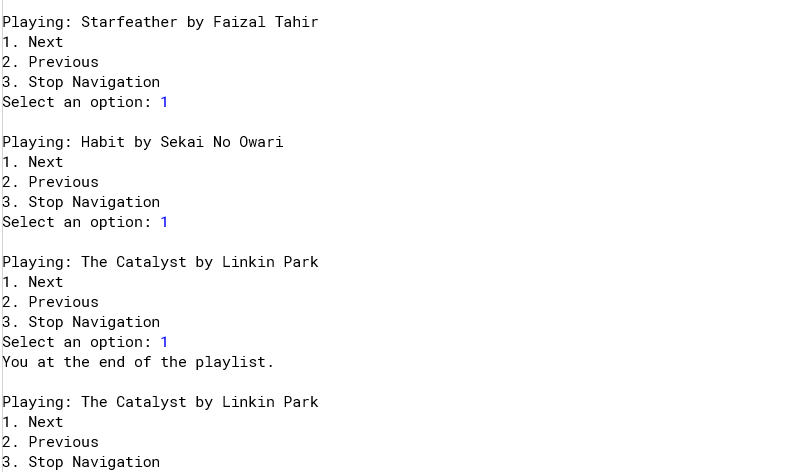 Playing: Starfeather by Faizal Tahir
1. Next
2. Previous
3. Stop Navigation
Select an option: 1
Playing: Habit by Sekai No Owari
1. Next
2. Previous
3. Stop Navigation
Select an option: 1
Playing: The Catalyst by Linkin Park
1. Next
2. Previous
3. Stop Navigation
Select an option: 1
You at the end of the playlist.
Playing: The Catalyst by Linkin Park
1. Next
2. Previous
3. Stop Navigation